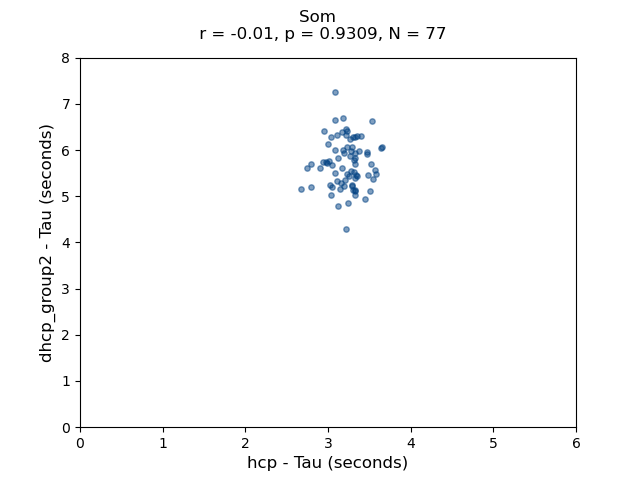 Som
r = -0.01, p = 0.9309, N = 77
8
7
6
5
4
3
2
1
0
dhcp_group2 - Tau (seconds)
0 1 2 3 4 5 6
hcp - Tau (seconds)